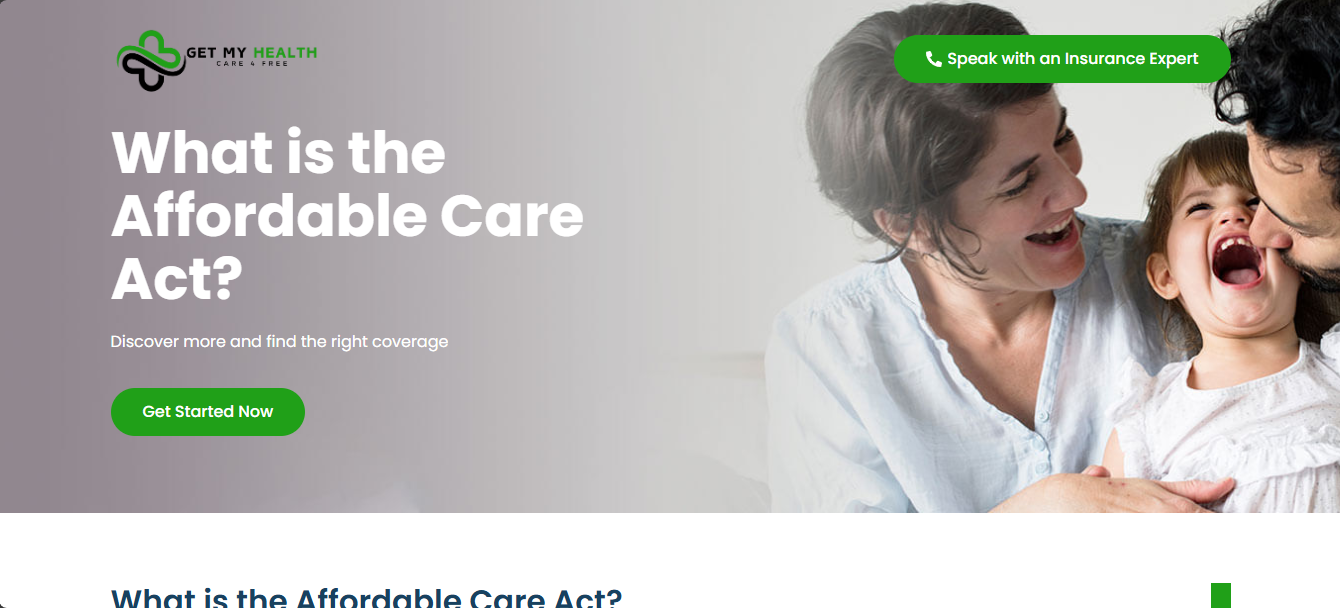 GET MY HEALTH
CARE 4 FREE
Speak with an Insurance Expert
What is the
Affordable Care
Act?
Discover more and find the right coverage
Get Started Now
What is the Affordable Care Act?